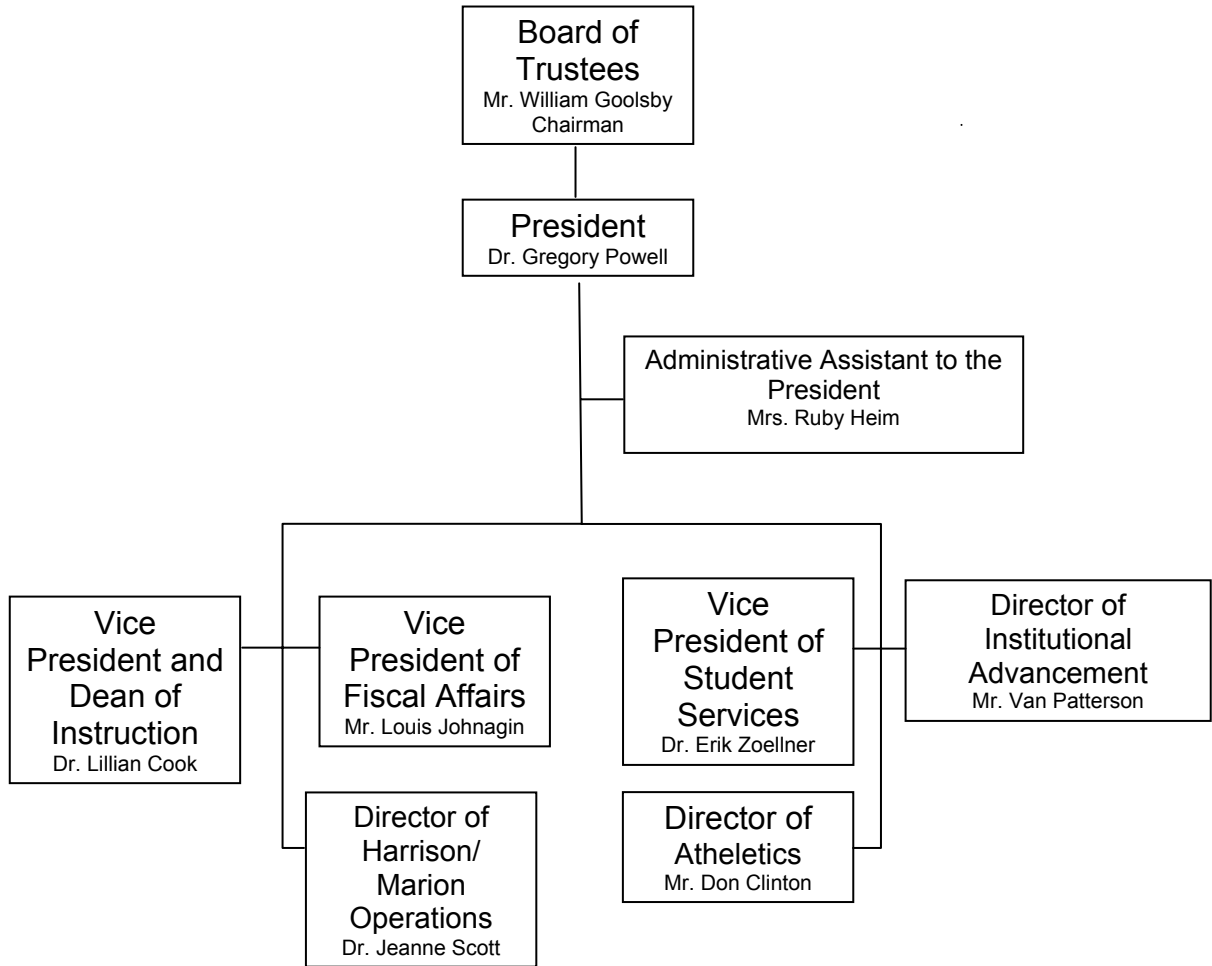 Board of
Trustees
Mr. William Goolsby
Chairman
President
Dr. Gregory Powell
Administrative Assistant to the
President
Mrs. Ruby Heim
Vice
President and
Dean of
Instruction
Dr. Lillian Cook
Vice
President of
Fiscal Affairs
Mr. Louis Johnagin
Vice
President of
Student
Services
Dr. Erik Zoellner
Director of
Institutional
Advancement
Mr. Van Patterson
Director of
Harrison/
Marion
Operations
Dr. Jeanne Scott
Director of
Atheletics
Mr. Don Clinton